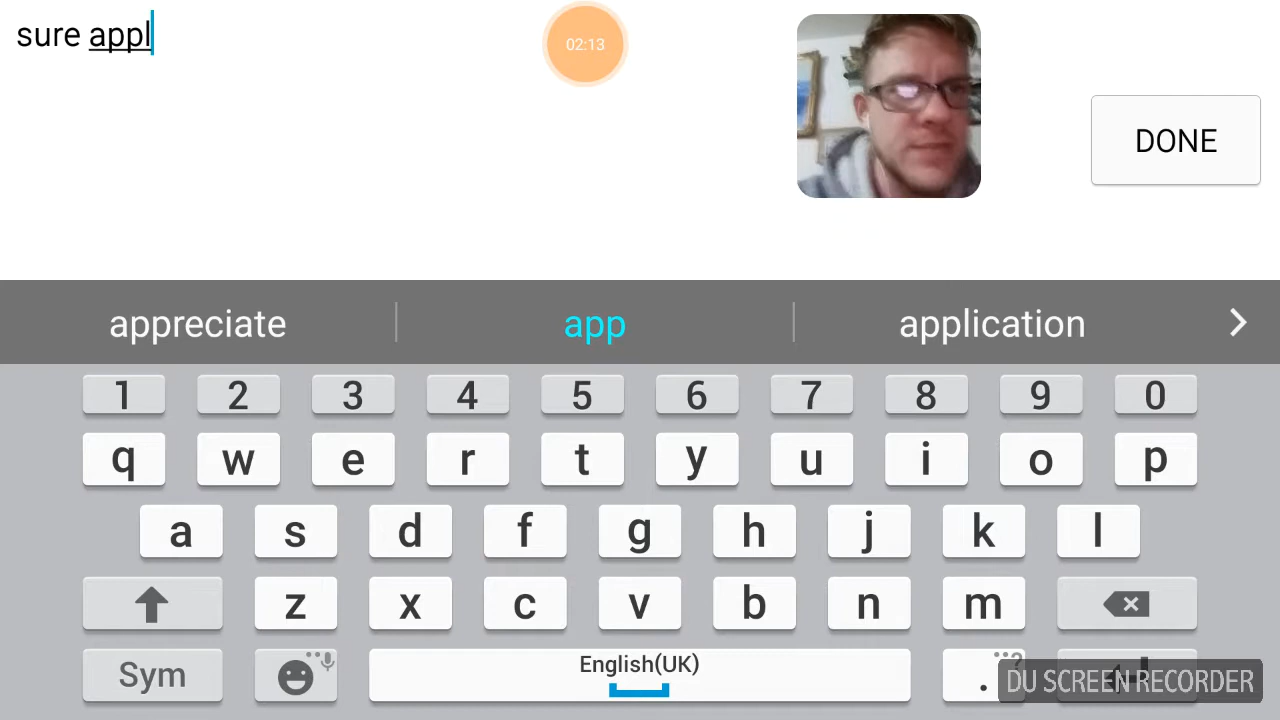 sure appl
02:13
DONE
appreciate app application
1 2 3 4 5 6 7 8 9 0
q w e r t y u i o p
a s d f g h j k l
z x c v b n m
Sym English(UK) . ?
DU SCREEN RECORDER